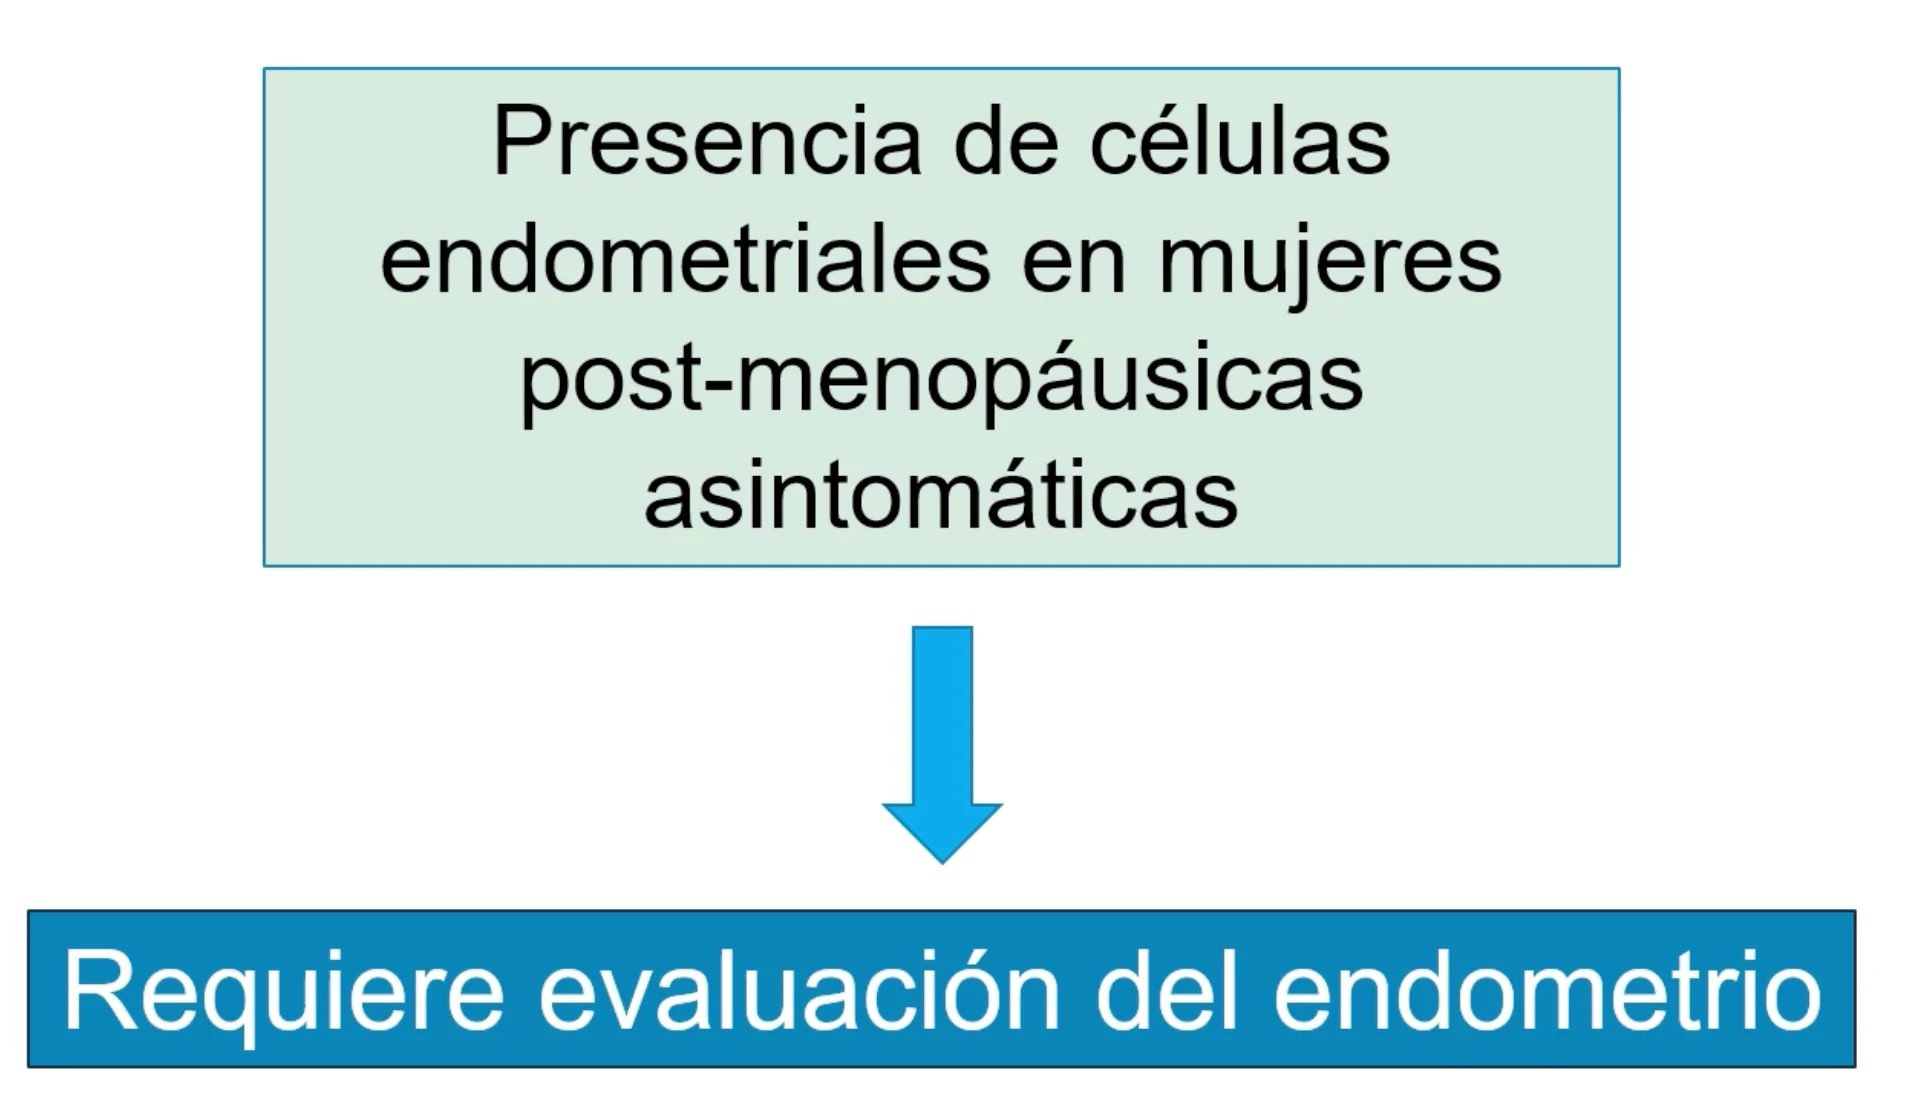 Presencia de células
endometriales en mujeres
post-menopáusicas
asintomáticas
Requiere evaluación del endometrio